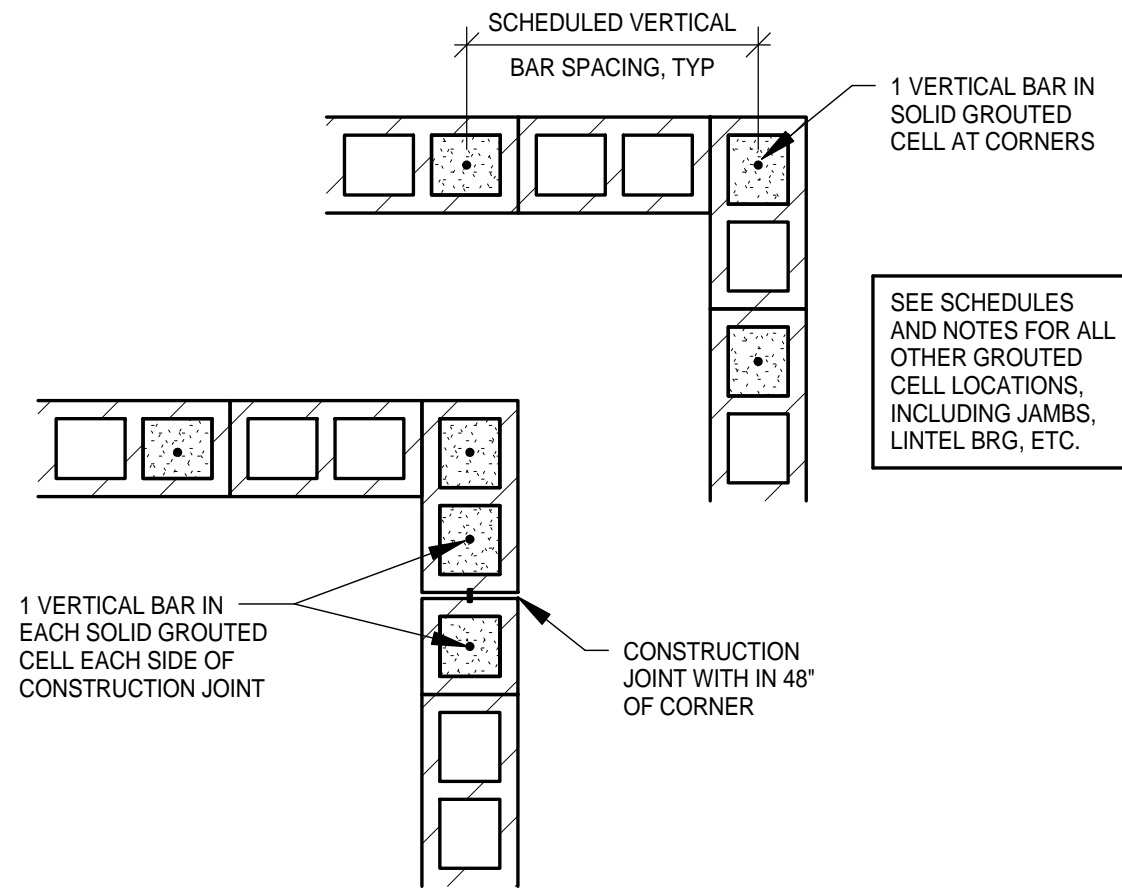 SCHEDULED VERTICAL
BAR SPACING, TYP
1 VERTICAL BAR IN
SOLID GROUTED
CELL AT CORNERS
SEE SCHEDULES
AND NOTES FOR ALL
OTHER GROUTED
CELL LOCATIONS,
INCLUDING JAMBS,
LINTEL BRG, ETC.
1 VERTICAL BAR IN
EACH SOLID GROUTED
CELL EACH SIDE OF
CONSTRUCTION JOINT
CONSTRUCTION
JOINT WITH IN 48"
OF CORNER